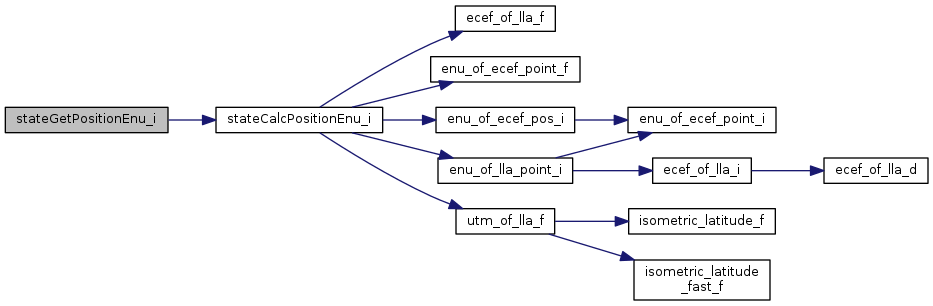 ecef_of_lla_f
enu_of_ecef_point_f
stateGetPositionEnu_i
stateCalcPositionEnu_i
enu_of_ecef_pos_i
enu_of_ecef_point_i
enu_of_lla_point_i
ecef_of_lla_i
ecef_of_lla_d
utm_of_lla_f
isometric_latitude_f
isometric_latitude
_fast_f